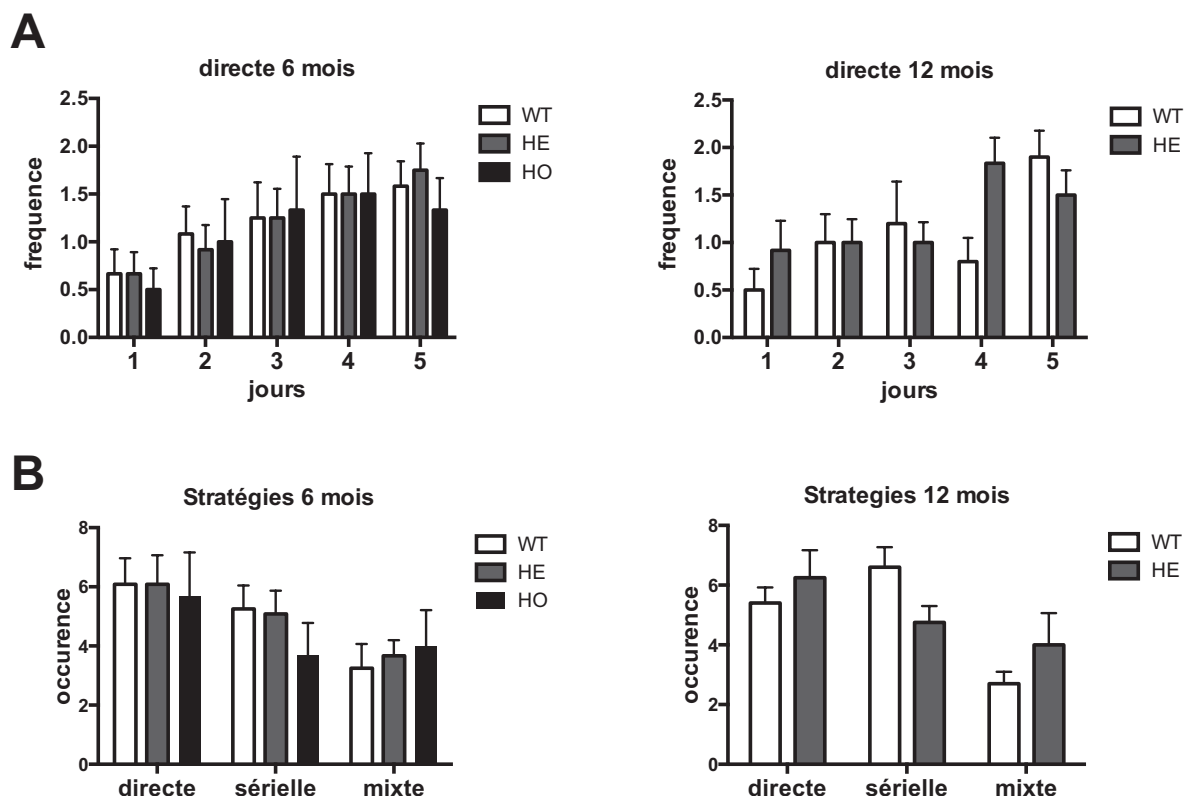 A
directe 6 mois
2.5
2.0
1.5
1.0
0.5
0.0
frequence
1 2 3 4 5
jours
WT
HE
HO
directe 12 mois
2.5
2.0
1.5
1.0
0.5
0.0
frequence
1 2 3 4 5
jours
WT
HE
B
Stratégies 6 mois
8
6
4
2
0
occurence
directe sérielle mixte
WT
HE
HO
Strategies 12 mois
8
6
4
2
0
occurence
directe sérielle mixte
WT
HE